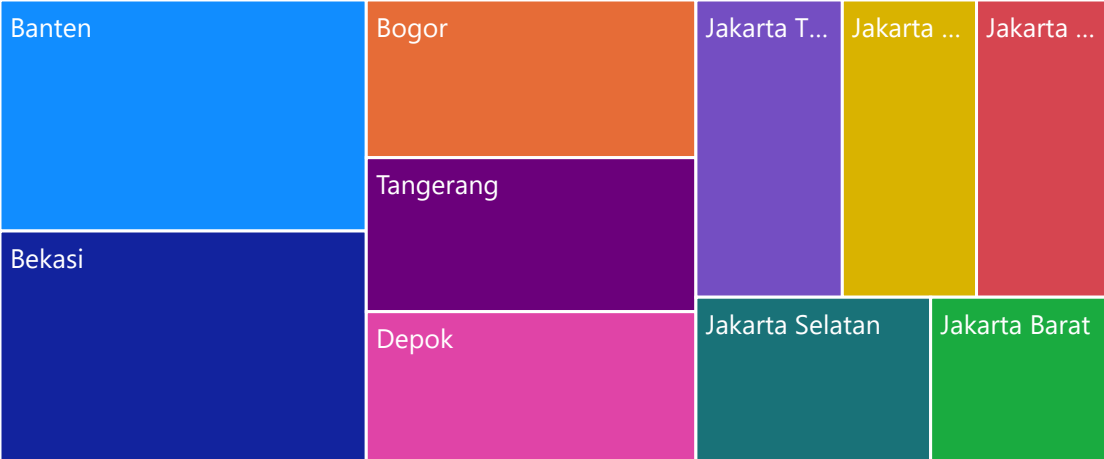 Banten
Bogor
Jakarta T...
Jakarta ...
Jakarta ...
Tangerang
Bekasi
Jakarta Selatan
Jakarta Barat
Depok